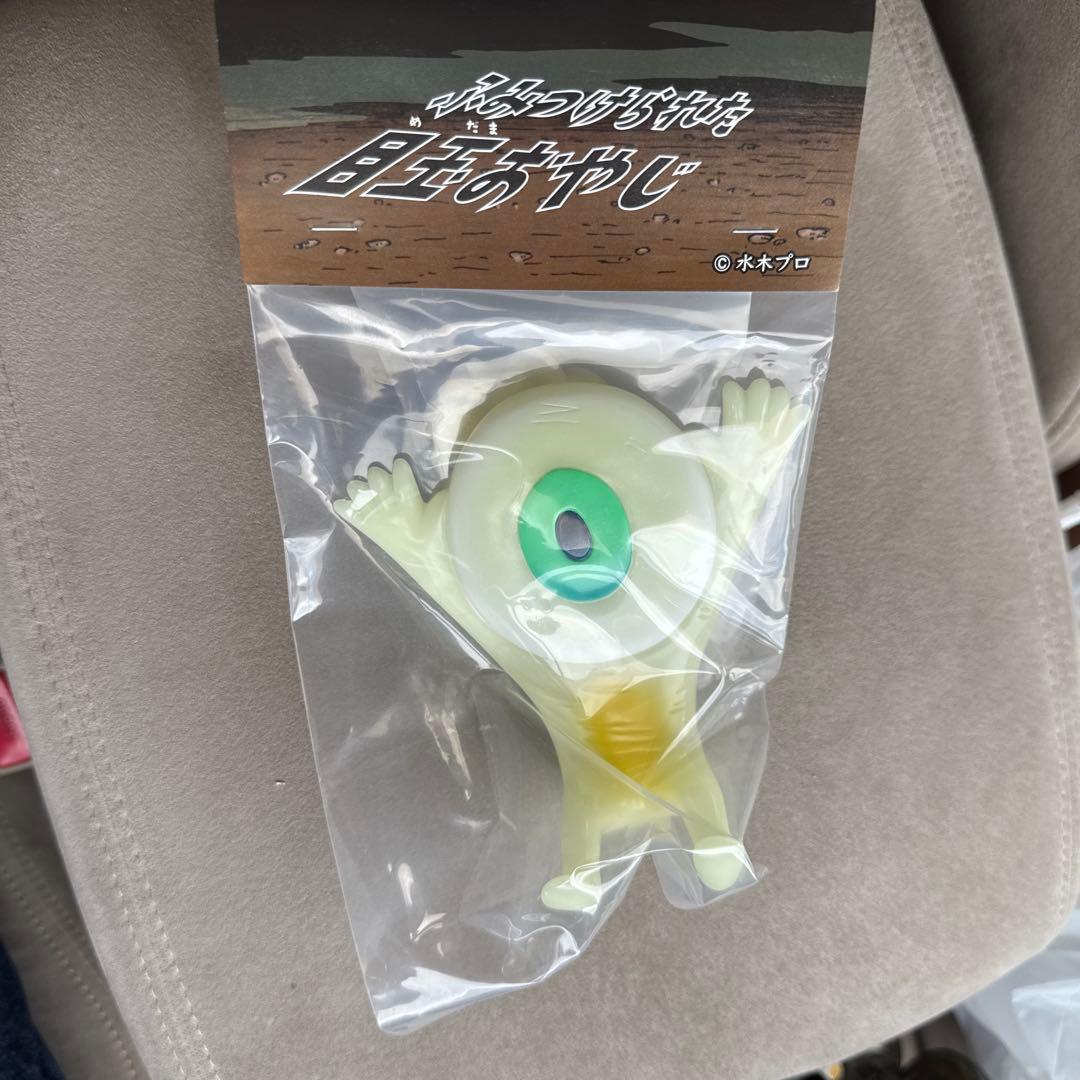 ふみつけられた
めだま
目玉おやじ
©水木プロ